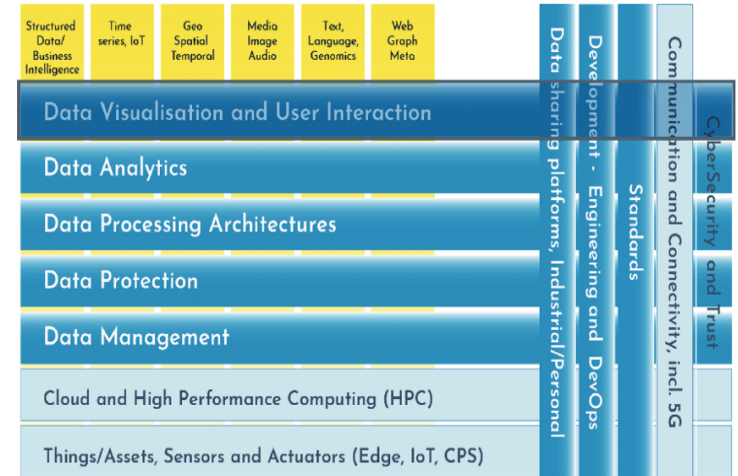 Structured
Data/
Business
Intelligence
Time
series, IoT
Geo
Spatial
Temporal
Media
Image
Audio
Text,
Language,
Genomics
Web
Graph
Meta
Data Visualisation and User Interaction
Data Analytics
Data Processing Architectures
Data Protection
Data Management
Cloud and High Performance Computing (HPC)
Things/Assets, Sensors and Actuators (Edge, IoT, CPS)
Data sharing platforms, Industrial/Personal
Development - Engineering and DevOps
Standards
Communication and Connectivity, incl. 5G
CyberSecurity and Trust